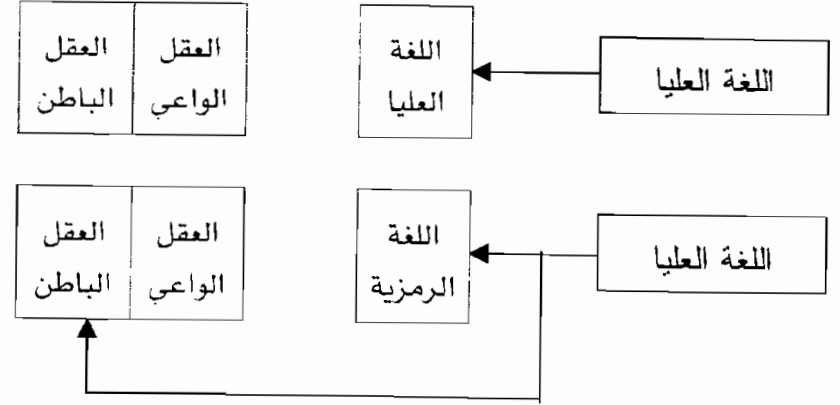 اللغة العليا
اللغة
العليا
العقل
الواعي
العقل
الباطن
اللغة العليا
اللغة
الرمزية
العقل
الواعي
العقل
الباطن